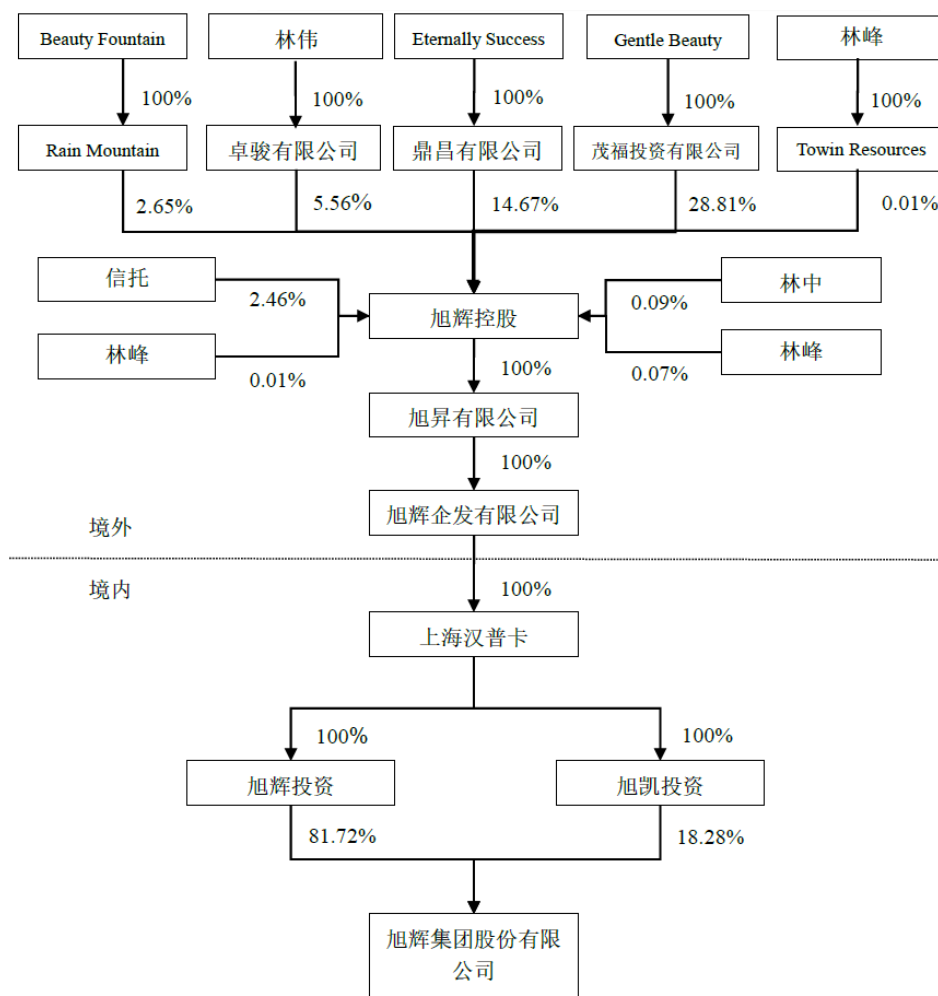 Beauty Fountain
林伟
Eternally Success
Gentle Beauty
林峰
100%
100%
100%
100%
100%
Rain Mountain
卓骏有限公司
鼎昌有限公司
茂福投资有限公司
Towin Resources
2.65%
5.56%
14.67%
28.81%
0.01%
信托
林中
2.46%
旭辉控股
0.09%
林峰
林峰
0.01%
0.07%
100%
旭昇有限公司
100%
旭辉企发有限公司
境外
境内
100%
上海汉普卡
100%
100%
旭辉投资
旭凯投资
81.72%
18.28%
旭辉集团股份有限
公司